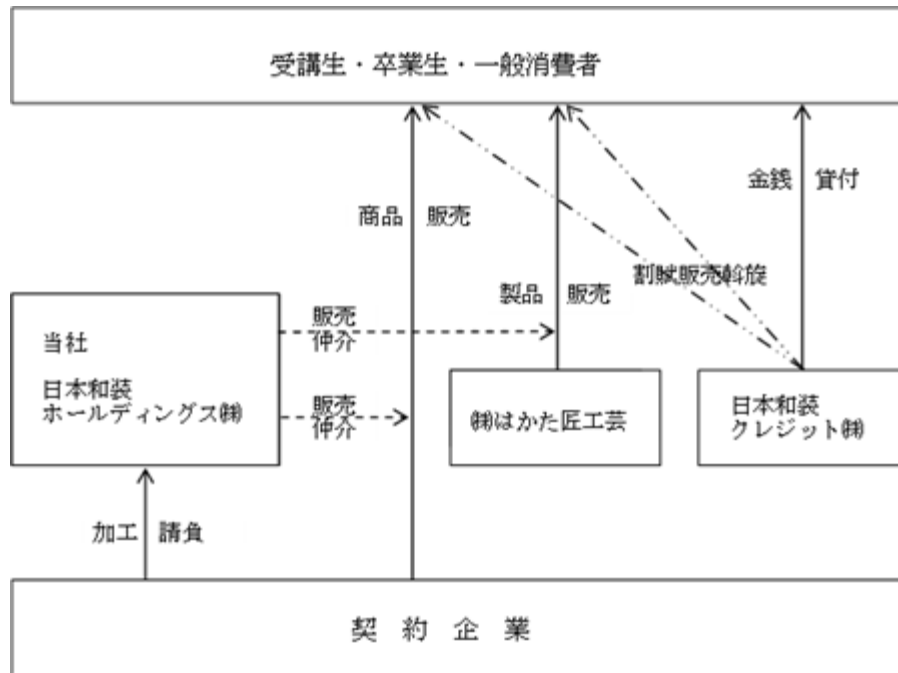 受講生・卒業生・一般消費者
金銭 貸付
商品 販売
割賦販売斡旋
製品 販売
販売
仲介
当社
日本和装
ホールディングス㈱
販売
仲介
㈱はかた匠工芸
日本和装
クレジット㈱
加工 請負
契約企業